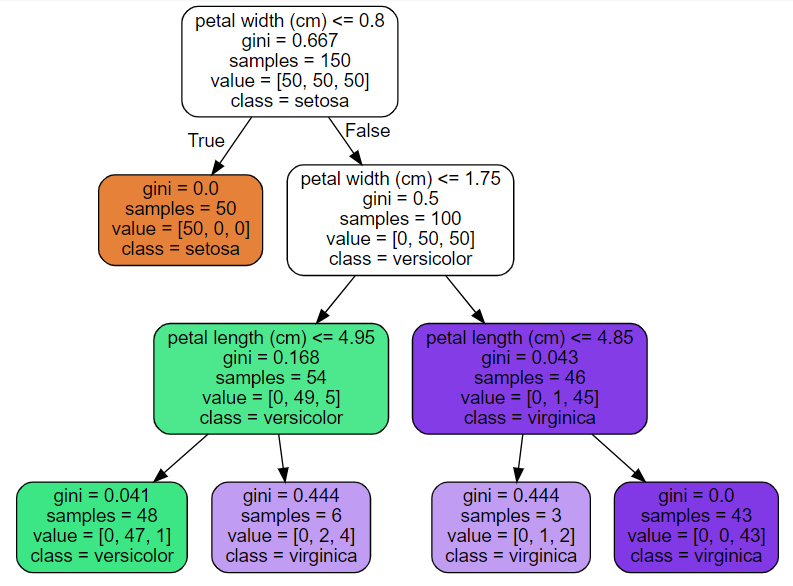 petal width (cm) <= 0.8
gini = 0.667
samples = 150
value = [50, 50, 50]
class = setosa
True
False
gini = 0.0
samples = 50
value = [50, 0, 0]
class = setosa
petal width (cm) <= 1.75
gini = 0.5
samples = 100
value = [0, 50, 50]
class = versicolor
petal length (cm) <= 4.95
gini = 0.168
samples = 54
value = [0, 49, 5]
class = versicolor
petal length (cm) <= 4.85
gini = 0.043
samples = 46
value = [0, 1, 45]
class = virginica
gini = 0.041
samples = 48
value = [0, 47, 1]
class = versicolor
gini = 0.444
samples = 6
value = [0, 2, 4]
class = virginica
gini = 0.444
samples = 3
value = [0, 1, 2]
class = virginica
gini = 0.0
samples = 43
value = [0, 0, 43]
class = virginica